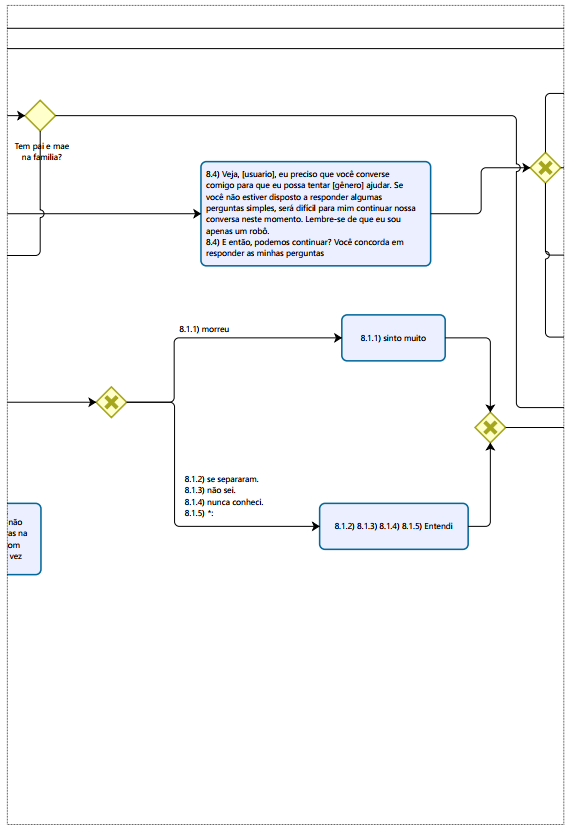 Tem pai e mae
na familia?
8.4) Veja, [usuario], eu preciso que você converse
comigo para que eu possa tentar [gênero] ajudar. Se
você não estiver disposto a responder algumas
perguntas simples, será difícil para mim continuar nossa
conversa neste momento. Lembre-se de que eu sou
apenas um robô.
8.4) E então, podemos continuar? Você concorda em
responder as minhas perguntas
8.1.1) morreu
8.1.1) sinto muito
8.1.2) se separaram.
8.1.3) não sei.
8.1.4) nunca conheci.
8.1.5) *:
8.1.2) 8.1.3) 8.1.4) 8.1.5) Entendi
não
as na
om
vez